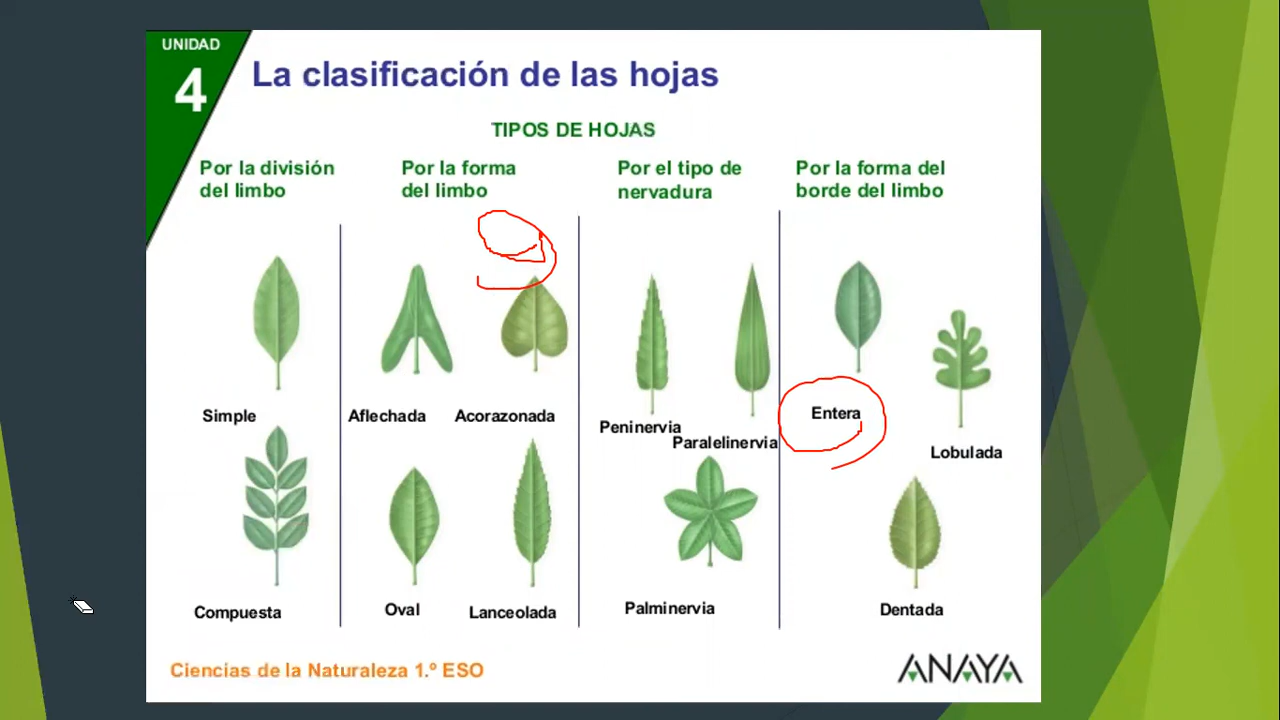 UNIDAD
4
La clasificación de las hojas
TIPOS DE HOJAS
Por la división
del limbo
Por la forma
del limbo
Por el tipo de
nervadura
Por la forma del
borde del limbo
Simple
Aflechada
Acorazonada
Peninervia
Paralelinervia
Entera
Lobulada
Compuesta
Oval
Lanceolada
Palminervia
Dentada
Ciencias de la Naturaleza 1.º ESO
ANAYA